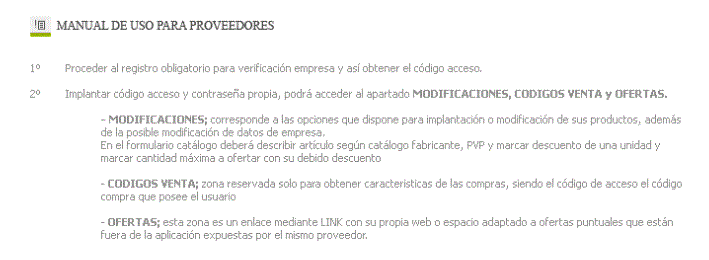 MANUAL DE USO PARA PROVEEDORES
1º Proceder al registro obligatorio para verificación empresa y así obtener el código acceso.
2º Implantar código acceso y contraseña propia, podrá acceder al apartado MODIFICACIONES, CODIGOS VENTA y OFERTAS.
- MODIFICACIONES; corresponde a las opciones que dispone para implantación o modificación de sus productos, además
de la posible modificación de datos de empresa.
En el formulario catálogo deberá describir artículo según catálogo fabricante, PVP y marcar descuento de una unidad y
marcar cantidad máxima a ofertar con su debido descuento
- CODIGOS VENTA; zona reservada solo para obtener caracteristicas de las compras, siendo el código de acceso el código
compra que posee el usuario
- OFERTAS; esta zona es un enlace mediante LINK con su propia web o espacio adaptado a ofertas puntuales que están
fuera de la aplicación expuestas por el mismo proveedor.